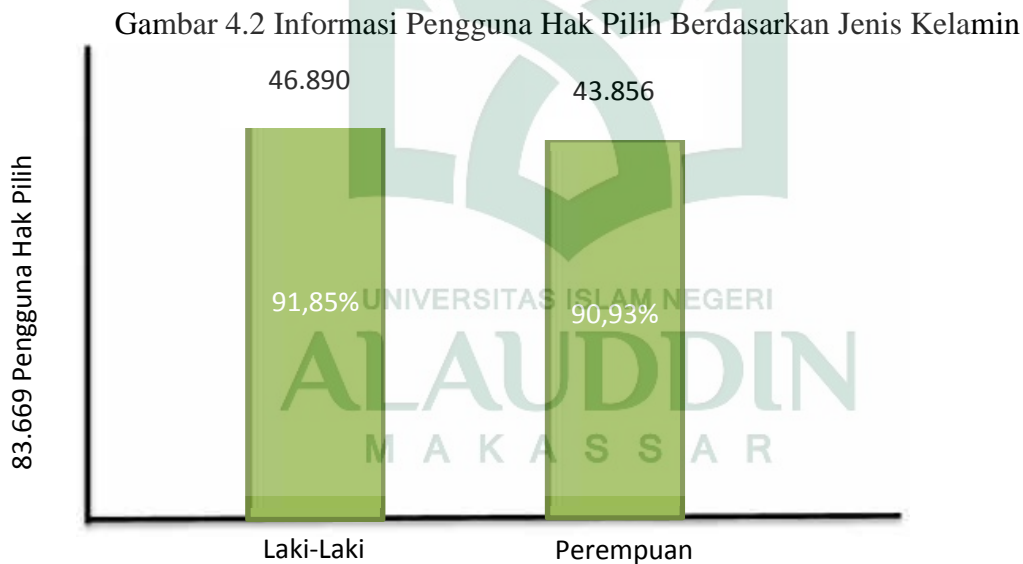 Gambar 4.2 Informasi Pengguna Hak Pilih Berdasarkan Jenis Kelamin
46.890
43.856
83.669 Pengguna Hak Pilih
91,85%
90,93%
UNIVERSITAS ISLAM NEGERI
ALAUDDIN
MAKASSAR
Laki-Laki
Perempuan